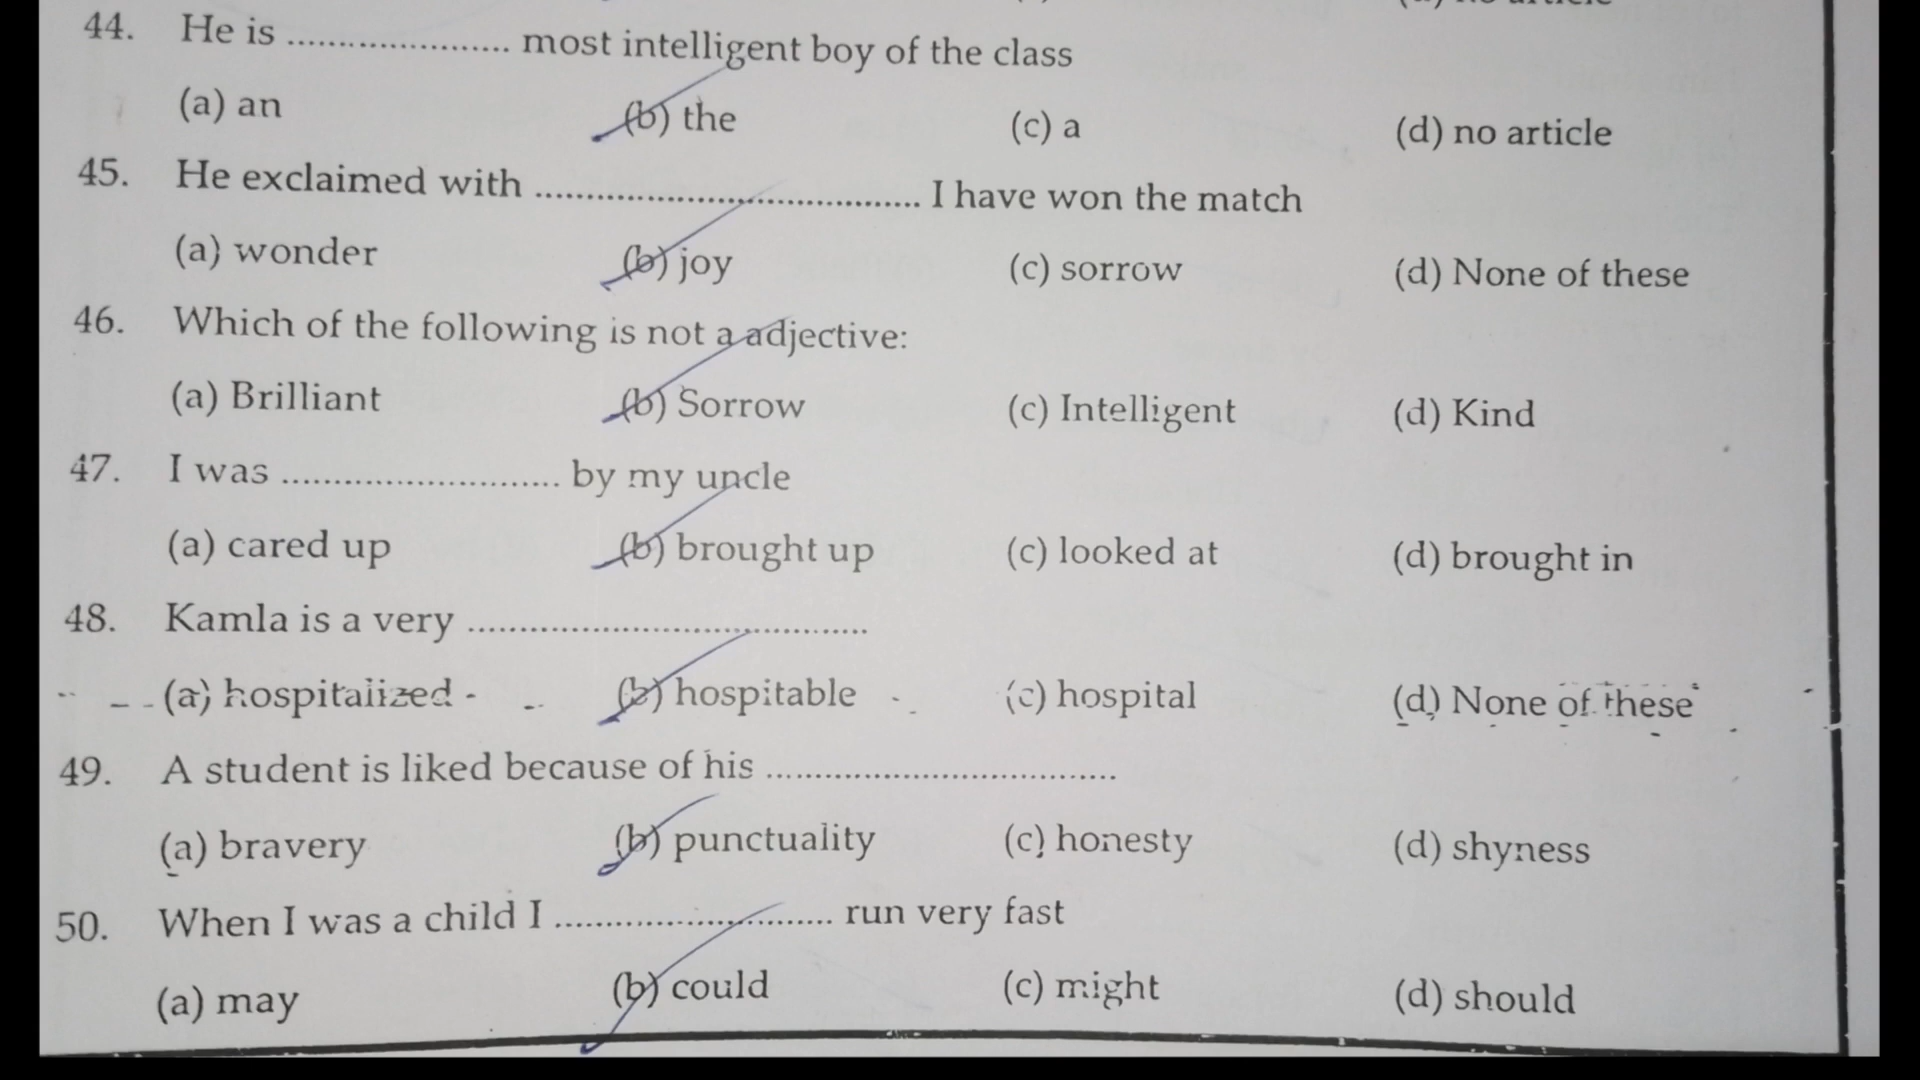 44. He is ...................... most intelligent boy of the class
(a) an (b) the (c) a (d) no article
45. He exclaimed with ...................................... I have won the match
(a) wonder (b) joy (c) sorrow (d) None of these
46. Which of the following is not a adjective:
(a) Brilliant (b) Sorrow (c) Intelligent (d) Kind
47. I was ........................... by my uncle
(a) cared up (b) brought up (c) looked at (d) brought in
48. Kamla is a very .......................................
(a) hospitalized (b) hospitable (c) hospital (d) None of these
49. A student is liked because of his ..................................
(a) bravery (b) punctuality (c) honesty (d) shyness
50. When I was a child I ........................... run very fast
(a) may (b) could (c) might (d) should